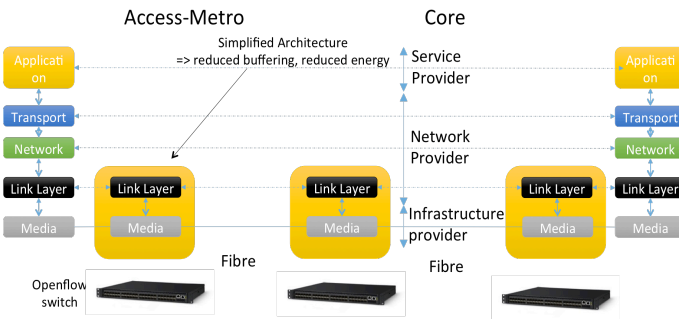 Access-Metro
Core
Simplified Architecture
=> reduced buffering, reduced energy
Service
Provider
Applicati
on
Applicati
on
Transport
Transport
Network
Provider
Network
Network
Link Layer
Link Layer
Link Layer
Link Layer
Link Layer
Infrastructure
provider
Media
Media
Media
Media
Media
Fibre
Fibre
Openflow
switch